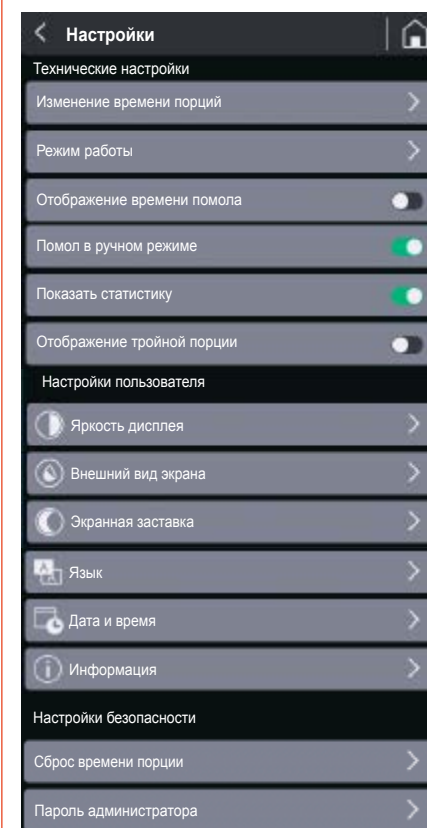 Настройки
Технические настройки
Изменение времени порций
Режим работы
Отображение времени помола
Помол в ручном режиме
Показать статистику
Отображение тройной порции
Настройки пользователя
Яркость дисплея
Внешний вид экрана
Экранная заставка
Язык
Дата и время
Информация
Настройки безопасности
Сброс времени порции
Пароль администратора